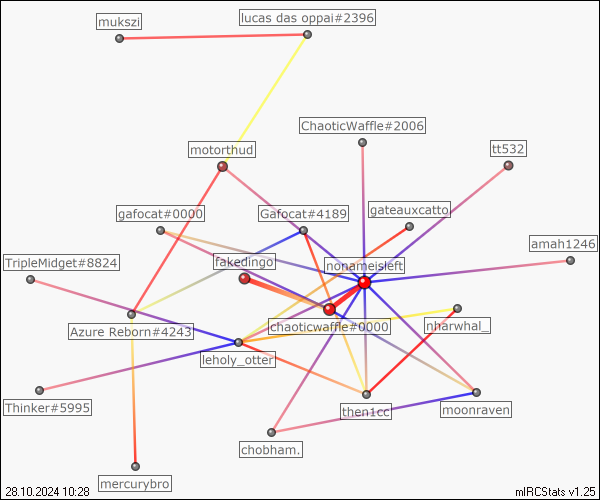 mukszi
lucas das oppai#2396
ChaoticWaffle#2006
motorthud
tt532
gafocat#0000
Gafocat#4189
gateauxcatto
amah1246
TripleMidget#8824
fakedingo
nonameisleft
Azure Reborn#4243
chaoticwaffle#0000
nharwhal_
leholy_otter
Thinker#5995
then1cc
moonraven
chobham.
mercurybro
28.10.2024 10:28
mIRCStats v1.25